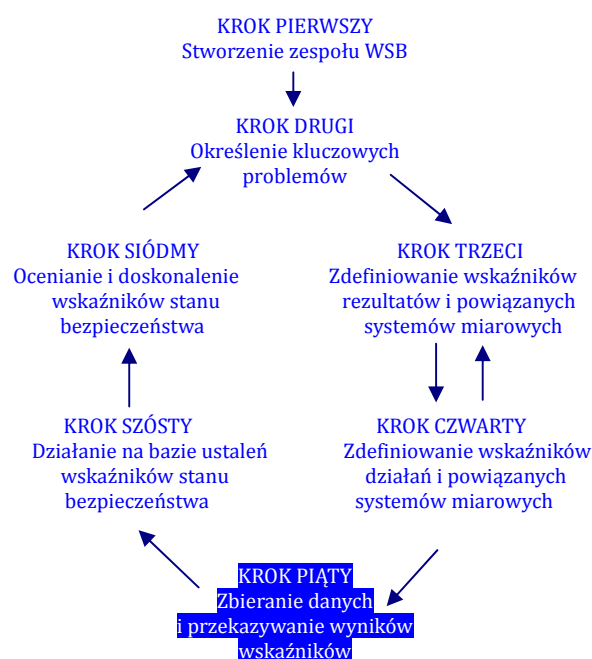 KROK PIERWSZY
Stworzenie zespołu WSB
KROK DRUGI
Określenie kluczowych
problemów
KROK SIÓDMY
Ocenianie i doskonalenie
wskaźników stanu
bezpieczeństwa
KROK TRZECI
Zdefiniowanie wskaźników
rezultatów i powiązanych
systemów miarowych
KROK SZÓSTY
Działanie na bazie ustaleń
wskaźników stanu
bezpieczeństwa
KROK CZWARTY
Zdefiniowanie wskaźników
działań i powiązanych
systemów miarowych
KROK PIĄTY
Zbieranie danych
i przekazywanie wyników
wskaźników